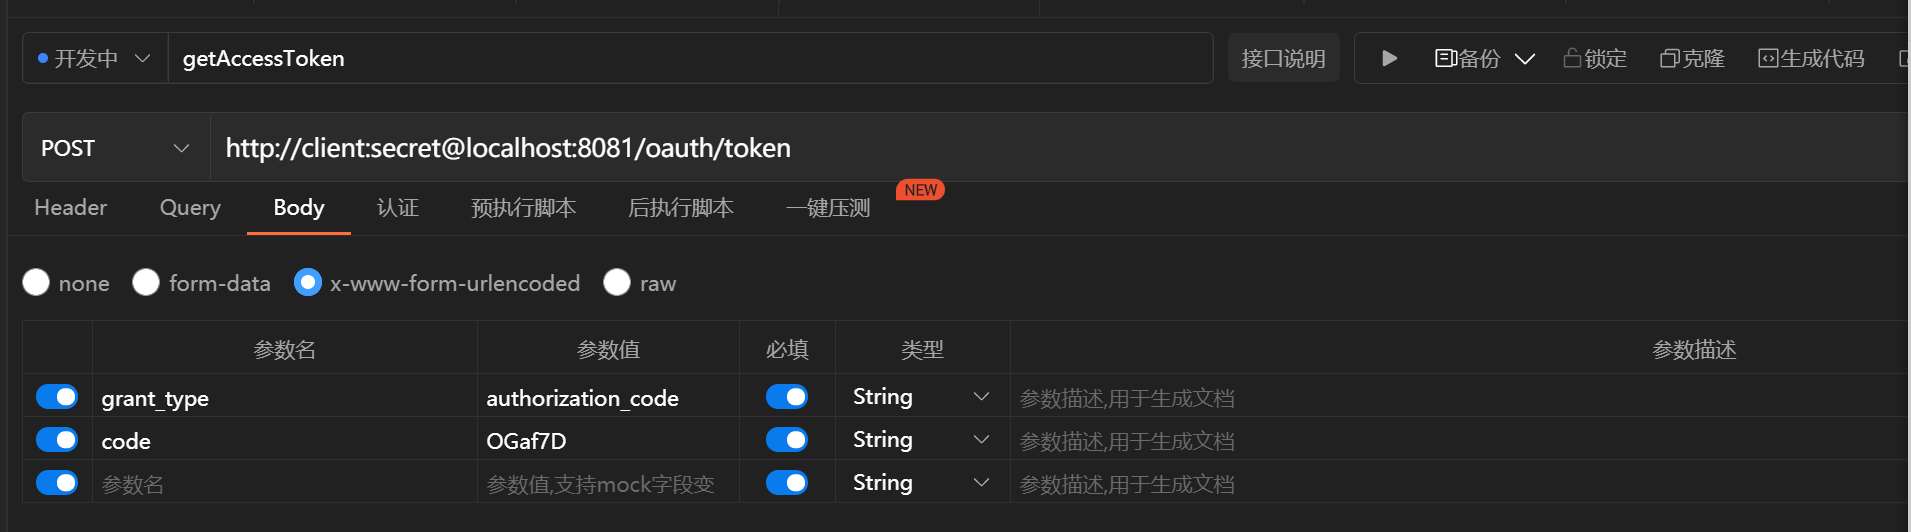 开发中 getAccessToken 接口说明 备份 锁定 克隆 生成代码
POST http://client:secret@localhost:8081/oauth/token
Header Query Body 认证 预执行脚本 后执行脚本 一键压测 NEW
none form-data x-www-form-urlencoded raw
参数名 参数值 必填 类型 参数描述
grant_type authorization_code String 参数描述,用于生成文档
code OGaf7D String 参数描述,用于生成文档
参数名 参数值,支持mock字段变 String 参数描述,用于生成文档